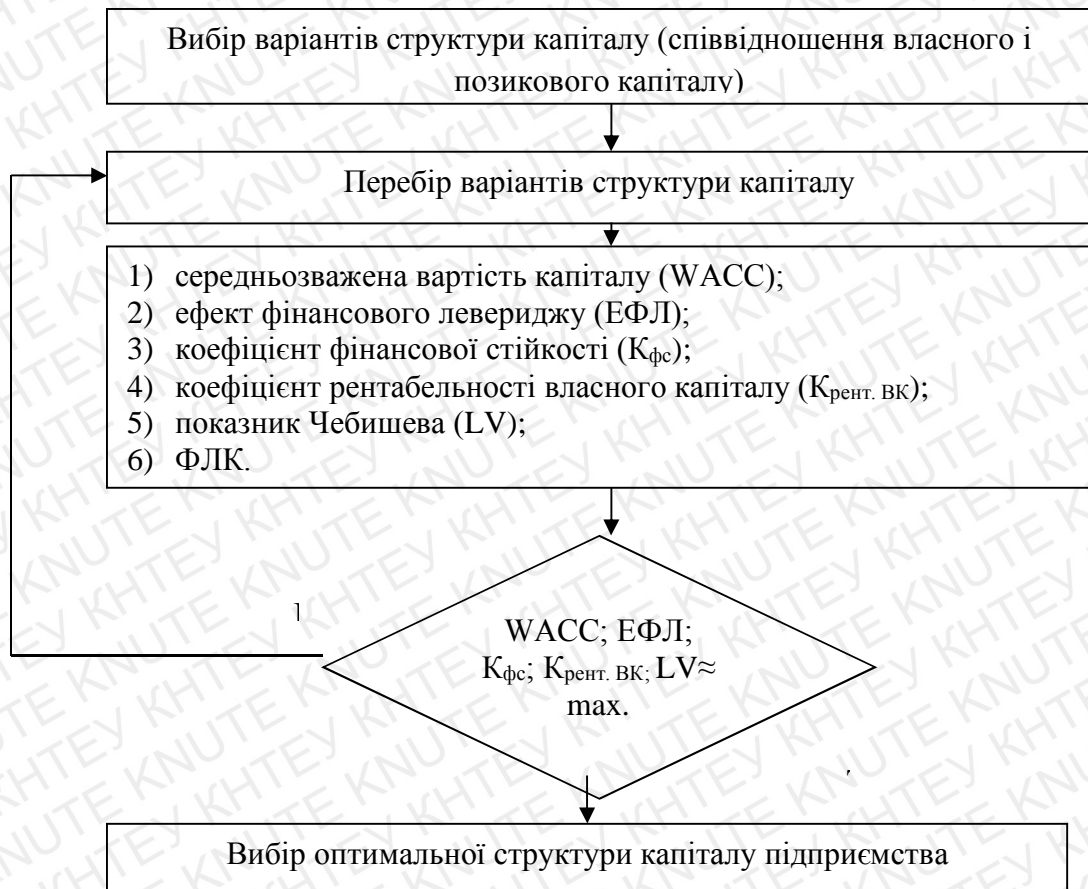 Вибір варіантів структури капіталу (співвідношення власного і
позикового капіталу)
Перебір варіантів структури капіталу
1) середньозважена вартість капіталу (WACC);
2) ефект фінансового левериджу (ЕФЛ);
3) коефіцієнт фінансової стійкості (Кфс);
4) коефіцієнт рентабельності власного капіталу (Крент. ВК);
5) показник Чебишева (LV);
6) ФЛК.
WACC; ЕФЛ;
Кфс; Крент. ВК; LV≈
max.
Вибір оптимальної структури капіталу підприємства